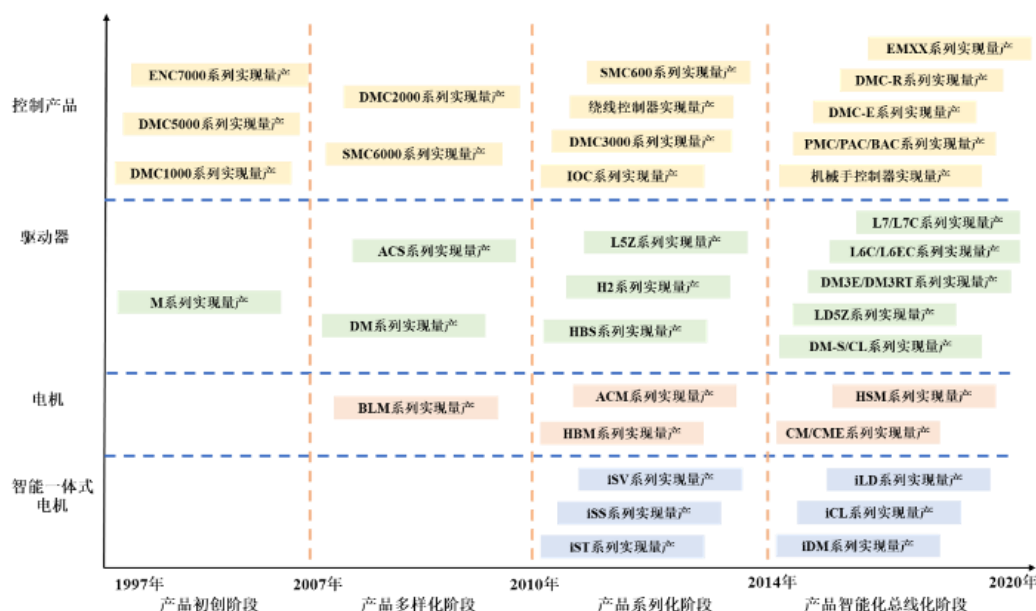 控制产品
ENC7000系列实现量产
DMC5000系列实现量产
DMC1000系列实现量产
DMC2000系列实现量产
SMC6000系列实现量产
SMC600系列实现量产
绕线控制器实现量产
DMC3000系列实现量产
IOC系列实现量产
EMXX系列实现量产
DMC-R系列实现量产
DMC-E系列实现量产
PMC/PAC/BAC系列实现量产
机械手控制器实现量产
驱动器
M系列实现量产
ACS系列实现量产
DM系列实现量产
L5Z系列实现量产
H2系列实现量产
HBS系列实现量产
L7/L7C系列实现量产
L6C/L6EC系列实现量产
DM3E/DM3RT系列实现量产
LD5Z系列实现量产
DM-S/CL系列实现量产
电机
BLM系列实现量产
ACM系列实现量产
HBM系列实现量产
HSM系列实现量产
CM/CME系列实现量产
智能一体式
电机
iSV系列实现量产
iSS系列实现量产
iST系列实现量产
iLD系列实现量产
iCL系列实现量产
iDM系列实现量产
1997年
2007年
2010年
2014年
2020年
产品初创阶段
产品多样化阶段
产品系列化阶段
产品智能化总线化阶段